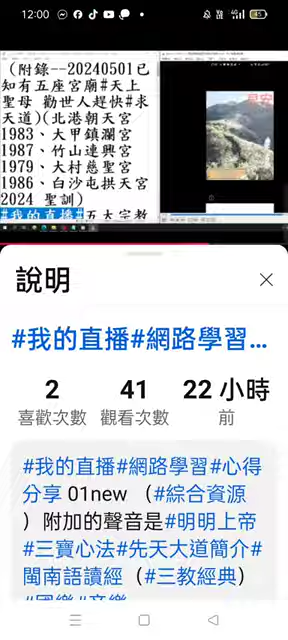 12:00
45
(附錄--20240501已
知有五座宮廟#天上
聖母 勸世人趕快#求
天道)(北港朝天宮
1983、大甲鎮瀾宮
1987、竹山連興宮
1979、大村慈聖宮
1986、白沙屯拱天宮
2024 聖訓)
#我的直播#五大宗教
早安
說明
#我的直播#網路學習...
2
喜歡次數
41
觀看次數
22 小時
前
#我的直播#網路學習#心得
分享 01new （#綜合資源
）附加的聲音是#明明上帝
#三寶心法#先天大道簡介#
閩南語讀經（#三教經典）
#國樂#音樂